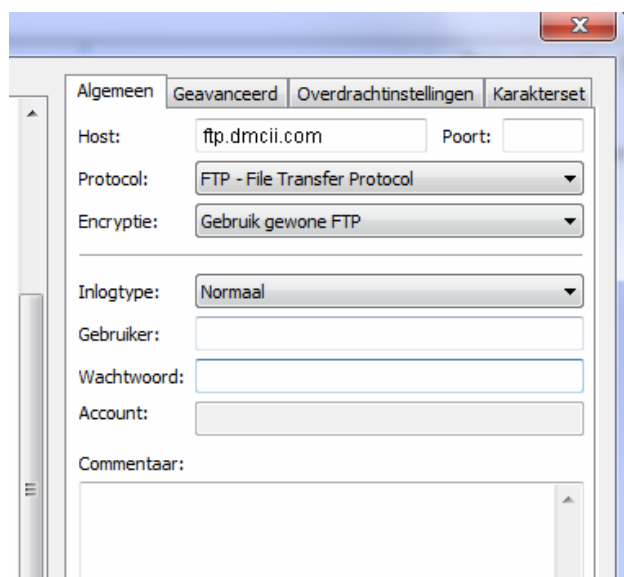 Algemeen Geavanceerd Overdrachtinstellingen Karakterset
Host: ftp.dmcii.com Poort:
Protocol: FTP - File Transfer Protocol
Encryptie: Gebruik gewone FTP
Inlogtype: Normaal
Gebruiker:
Wachtwoord:
Account:
Commentaar: